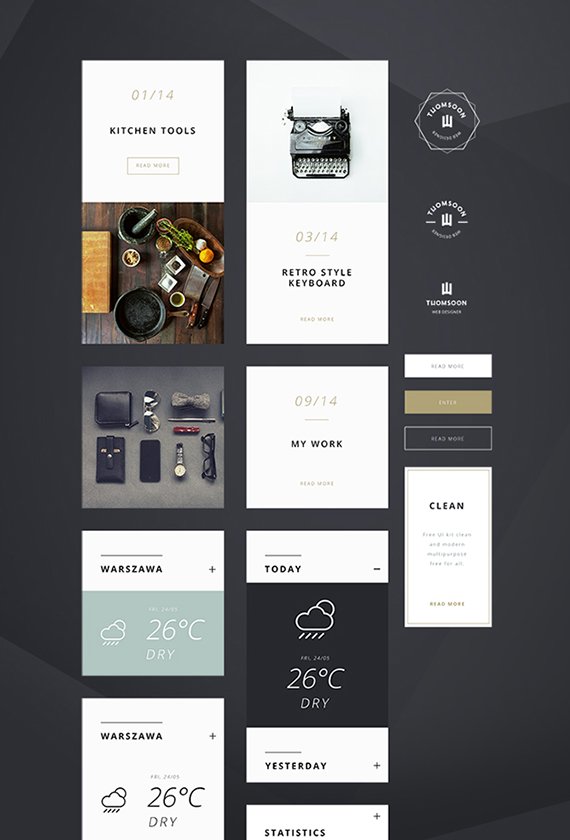 01/14
KITCHEN TOOLS
READ MORE
03/14
RETRO STYLE
KEYBOARD
READ MORE
TUOMSOON
WEB DESIGNER
TUOMSOON
WEB DESIGNER
TUOMSOON
WEB DESIGNER
READ MORE
ENTER
READ MORE
09/14
MY WORK
READ MORE
CLEAN
Free UI kit clean
and modern
multipurpose
free for all.
READ MORE
WARSZAWA +
FRI, 24/05
26°C
DRY
TODAY −
FRI, 24/05
26°C
DRY
YESTERDAY +
WARSZAWA +
FRI, 24/05
26°C
DRY
+
STATISTICS